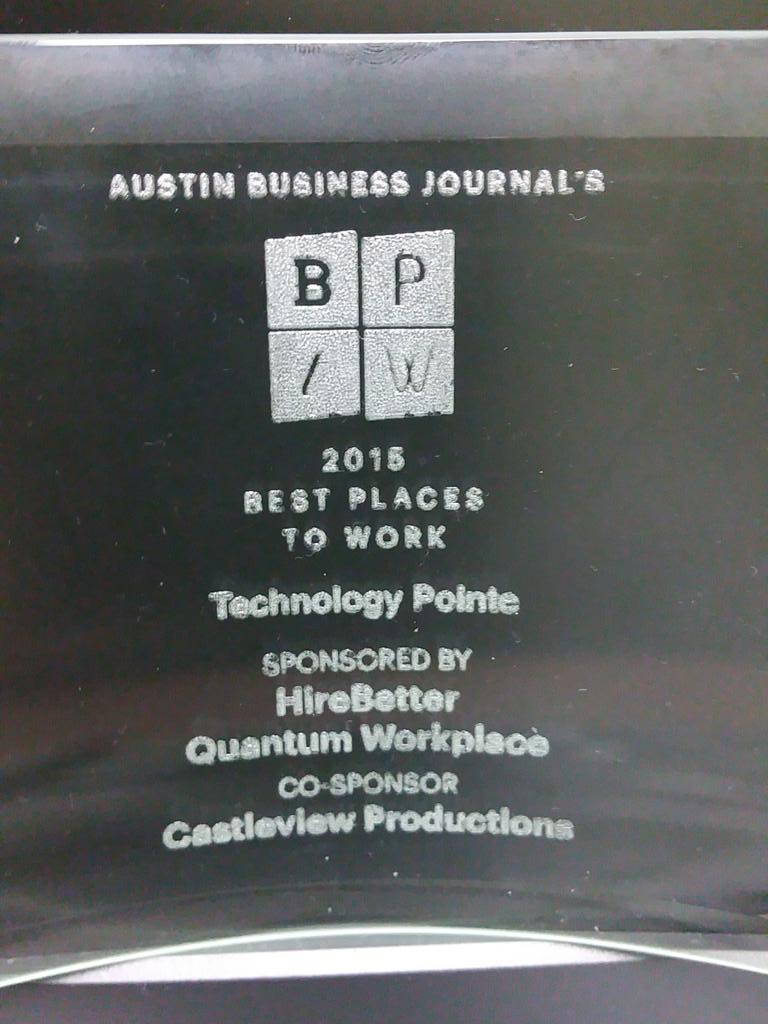 AUSTIN BUSINESS JOURNAL'S
B P
/ W
2015
BEST PLACES
TO WORK
Technology Pointe
SPONSORED BY
HireBetter
Quantum Workplace
CO-SPONSOR
Castleview Productions